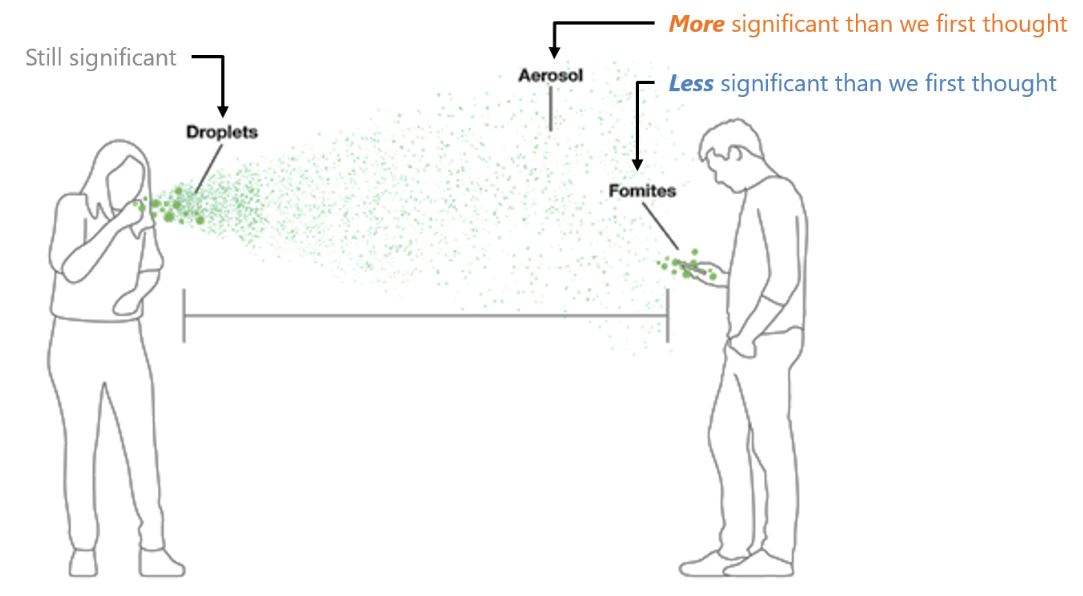 More significant than we first thought
Still significant
Aerosol
Less significant than we first thought
Droplets
Fomites